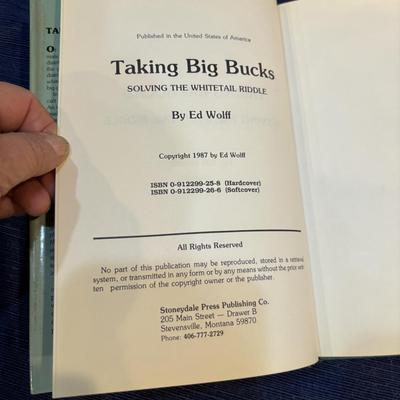 Published in the United States of America
Taking Big Bucks
SOLVING THE WHITETAIL RIDDLE
By Ed Wolff
Copyright 1987 by Ed Wolff
ISBN 0-912299-25-8 (Hardcover)
ISBN 0-912299-26-6 (Softcover)
All Rights Reserved
No part of this publication may be reproduced, stored in a retrieval
system, or transmitted in any form or by any means without the prior writ-
ten permission of the copyright owner or the publisher.
Stoneydale Press Publishing Co.
205 Main Street — Drawer B
Stevensville, Montana 59870
Phone: 406-777-2729